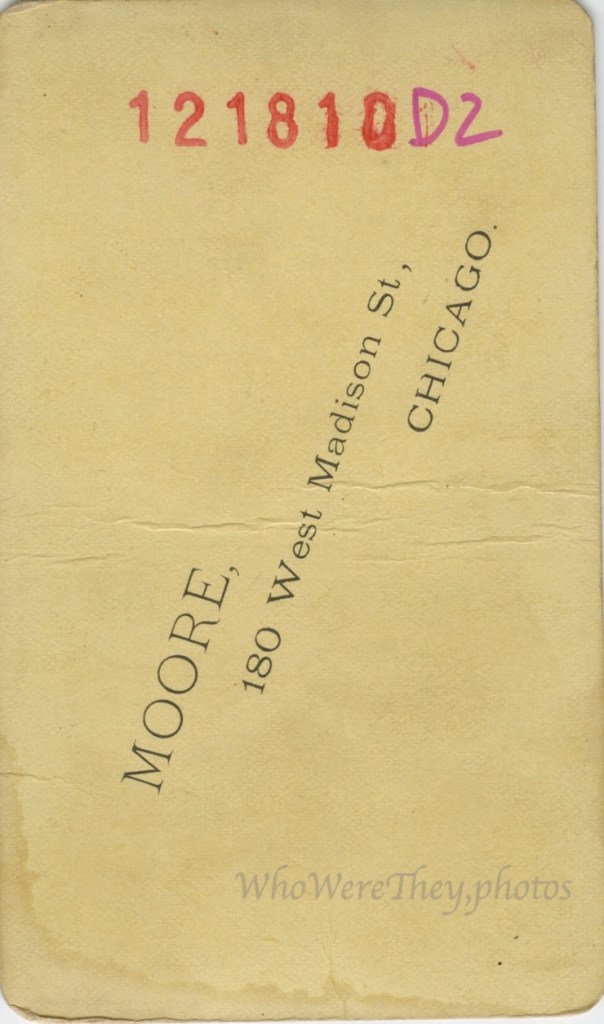 121810D2
MOORE,
180 West Madison St,
CHICAGO.
WhoWereThey.photos